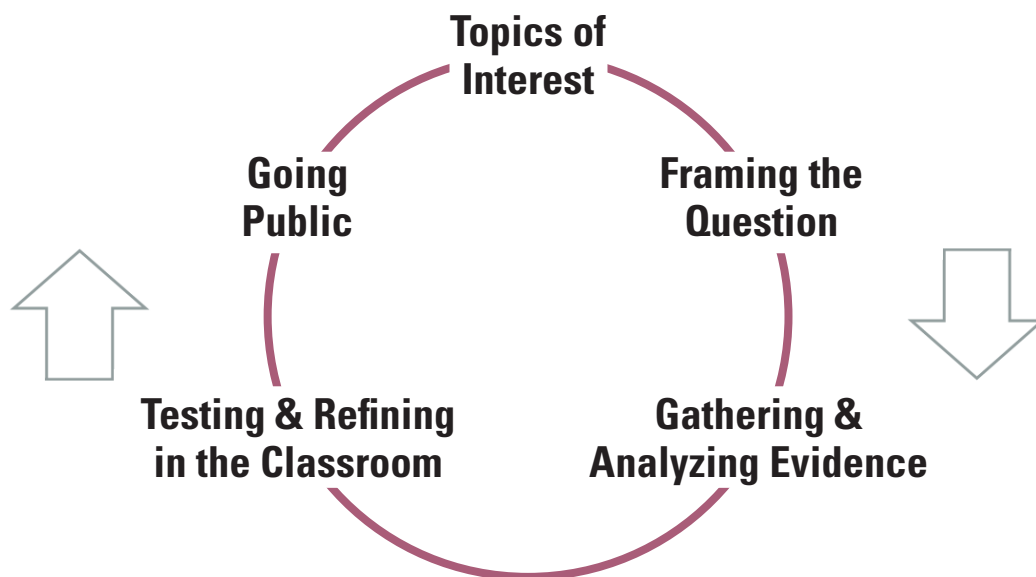 Topics of
Interest
Framing the
Question
Gathering &
Analyzing Evidence
Testing & Refining
in the Classroom
Going
Public